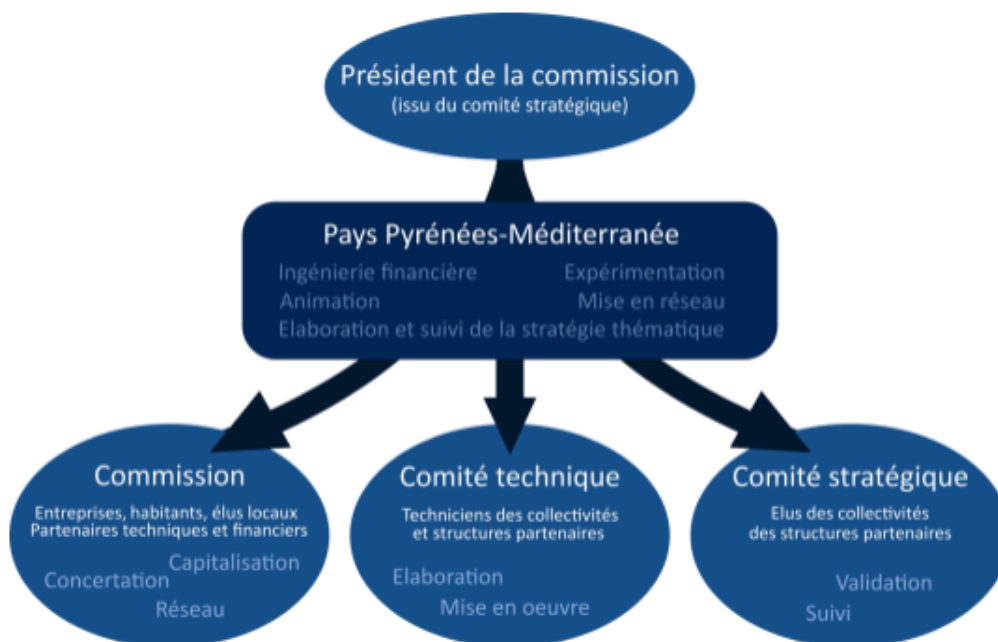 Président de la commission
(issu du comité stratégique)
Pays Pyrénées-Méditerranée
Ingénierie financière
Expérimentation
Animation
Mise en réseau
Elaboration et suivi de la stratégie thématique
Commission
Entreprises, habitants, élus locaux
Partenaires techniques et financiers
Capitalisation
Concertation
Réseau
Comité technique
Techniciens des collectivités
et structures partenaires
Elaboration
Mise en oeuvre
Comité stratégique
Elus des collectivités
des structures partenaires
Validation
Suivi